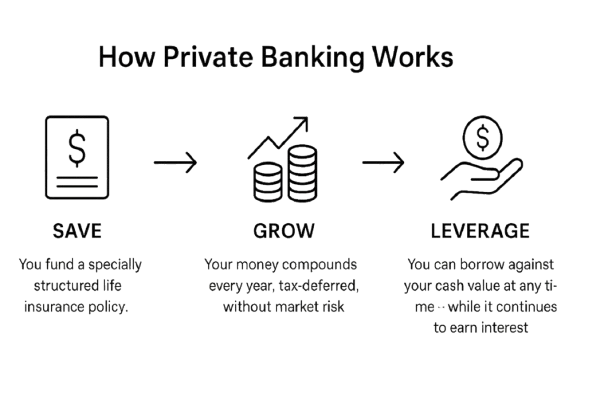 How Private Banking Works
$
$
SAVE
You fund a specially
structured life
insurance policy.
GROW
Your money compounds
every year, tax-deferred,
without market risk
LEVERAGE
You can borrow against
your cash value at any ti-
me -- while it continues
to earn interest